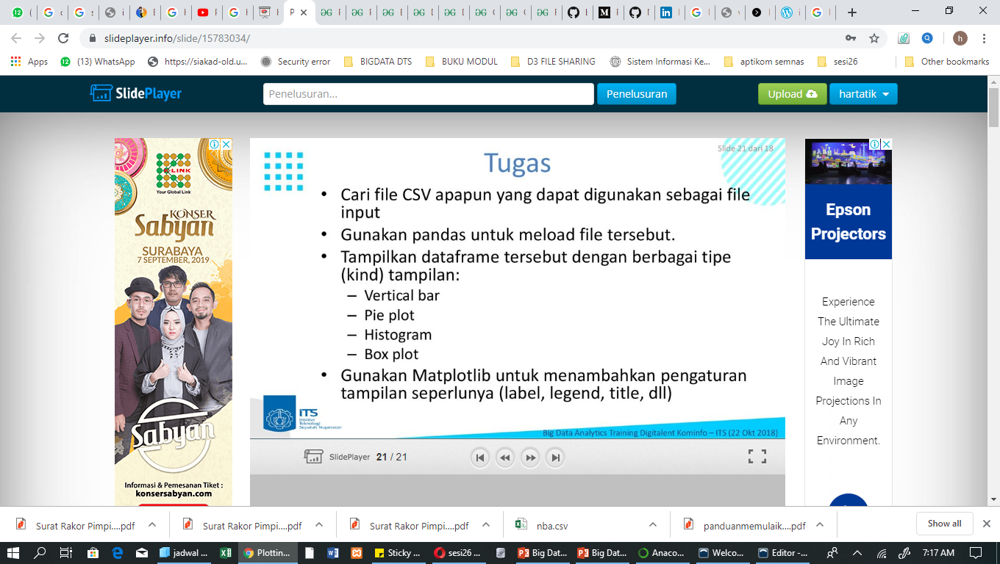 slideplayer.info/slide/15783034/
Apps
(13) WhatsApp
https://siakad-old.u...
Security error
BIGDATA DTS
BUKU MODUL
D3 FILE SHARING
Sistem Informasi Ke...
aptikom semnas
sesi26
Other bookmarks
SlidePlayer
Penelusuran...
Penelusuran
Upload
hartatik
K-LINK
Your Global Link
KONSER
Sabyan
SURABAYA
7 SEPTEMBER, 2019
Sabyan
Informasi & Pemesanan Tiket :
konsersabyan.com
Slide 21 dari 18
Tugas
• Cari file CSV apapun yang dapat digunakan sebagai file
input
• Gunakan pandas untuk meload file tersebut.
• Tampilkan dataframe tersebut dengan berbagai tipe
(kind) tampilan:
– Vertical bar
– Pie plot
– Histogram
– Box plot
• Gunakan Matplotlib untuk menambahkan pengaturan
tampilan seperlunya (label, legend, title, dll)
ITS
Institut
Teknologi
Sepuluh Nopember
Big Data Analytics Training Digitalent Kominfo – ITS (22 Okt 2018)
SlidePlayer 21 / 21
Epson
Projectors
Experience
The Ultimate
Joy In Rich
And Vibrant
Image
Projections In
Any
Environment.
Surat Rakor Pimpi....pdf
Surat Rakor Pimpi....pdf
Surat Rakor Pimpi....pdf
nba.csv
panduanmemulaik....pdf
Show all
jadwal ...
Plottin...
Sticky ...
sesi26 ...
Big Dat...
Big Dat...
Anaco...
Welco...
Editor -...
7:17 AM